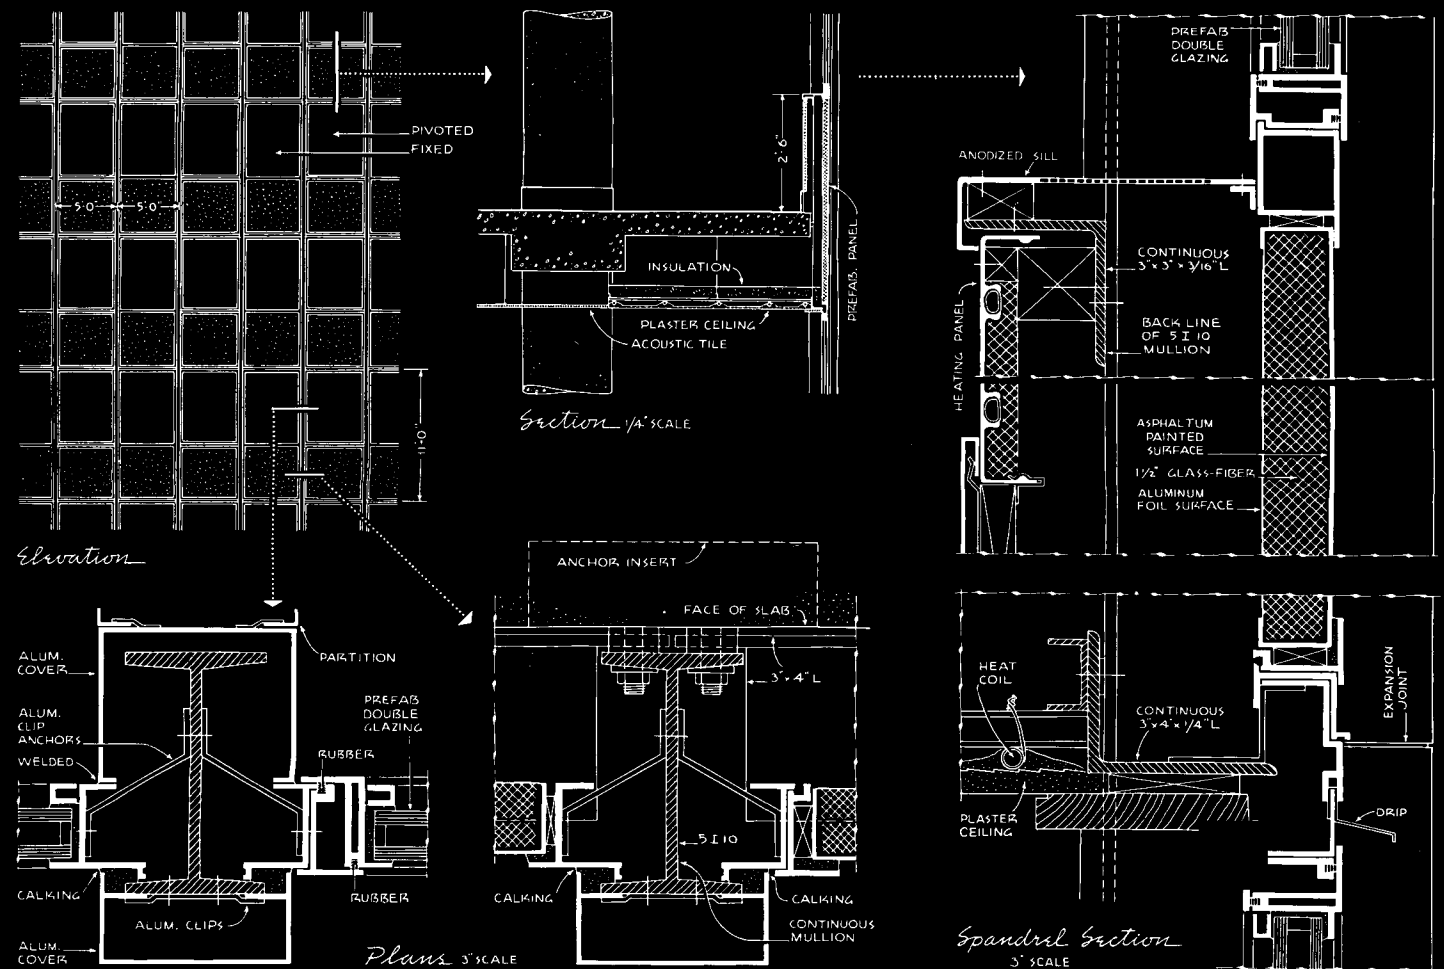 PIVOTED
FIXED
5'-0"
5'-0"
11'-0"
Elevation
2'-6"
PREFAB. PANEL
INSULATION
PLASTER CEILING
ACOUSTIC TILE
Section 1/4" SCALE
PREFAB
DOUBLE
GLAZING
ANODIZED SILL
HEATING PANEL
CONTINUOUS
3"x 3"x 3/16" L
BACK LINE
OF 5 I 10
MULLION
ASPHALTUM
PAINTED
SURFACE
1 1/2" GLASS-FIBER
ALUMINUM
FOIL SURFACE
ALUM.
COVER
PARTITION
ALUM.
CLIP
ANCHORS
WELDED
PREFAB
DOUBLE
GLAZING
RUBBER
CALKING
RUBBER
ALUM. CLIPS
ALUM.
COVER
Plans 3" SCALE
ANCHOR INSERT
FACE OF SLAB
3"x 4" L
5 I 10
CALKING
CALKING
CONTINUOUS
MULLION
HEAT
COIL
CONTINUOUS
3"x 4"x 1/4" L
EXPANSION
JOINT
PLASTER
CEILING
DRIP
Spandrel Section
3" SCALE